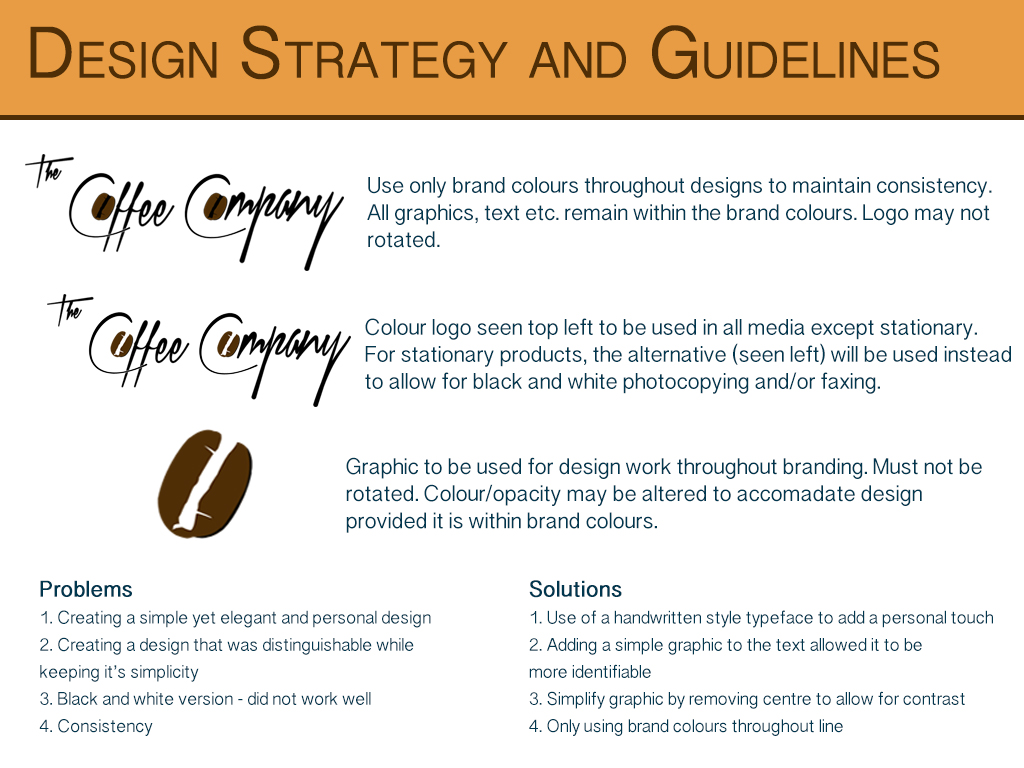 Design Strategy and Guidelines
The
Coffee Company
Use only brand colours throughout designs to maintain consistency.
All graphics, text etc. remain within the brand colours. Logo may not
rotated.
The
Coffee Company
Colour logo seen top left to be used in all media except stationary.
For stationary products, the alternative (seen left) will be used instead
to allow for black and white photocopying and/or faxing.
Graphic to be used for design work throughout branding. Must not be
rotated. Colour/opacity may be altered to accomadate design
provided it is within brand colours.
Problems
1. Creating a simple yet elegant and personal design
2. Creating a design that was distinguishable while
keeping it's simplicity
3. Black and white version - did not work well
4. Consistency
Solutions
1. Use of a handwritten style typeface to add a personal touch
2. Adding a simple graphic to the text allowed it to be
more identifiable
3. Simplify graphic by removing centre to allow for contrast
4. Only using brand colours throughout line